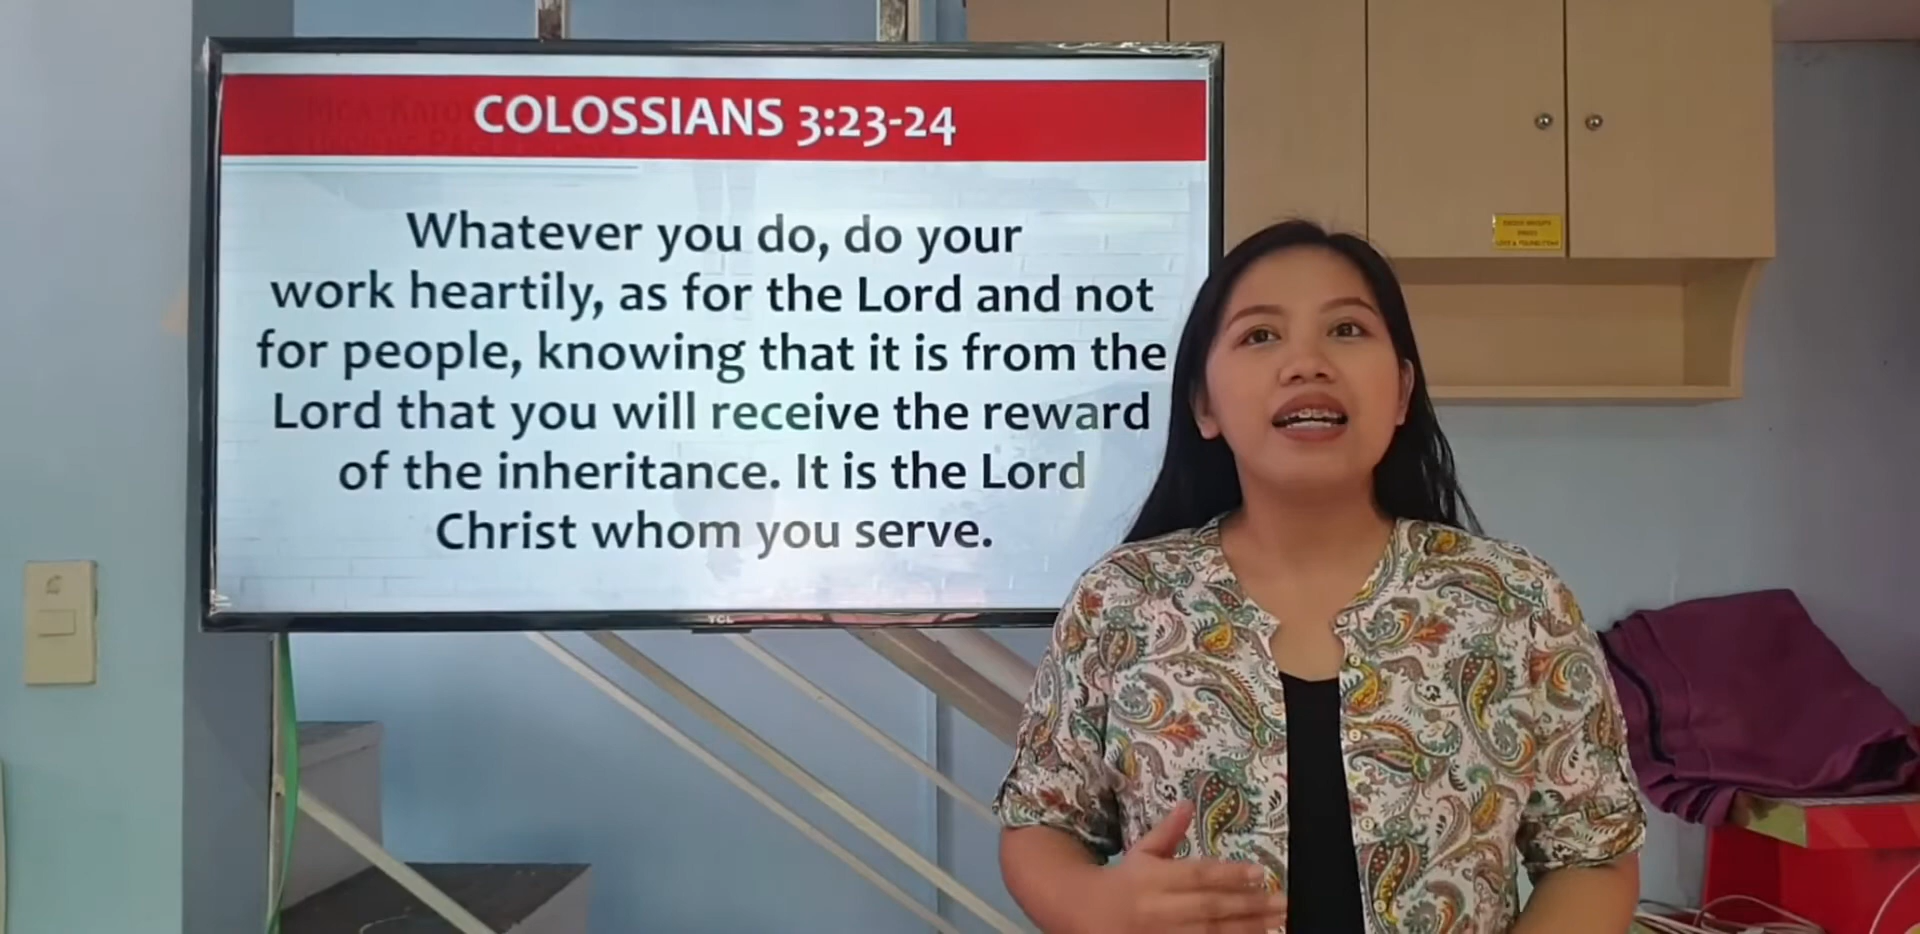 COLOSSIANS 3:23-24
Whatever you do, do your
work heartily, as for the Lord and not
for people, knowing that it is from the
Lord that you will receive the reward
of the inheritance. It is the Lord
Christ whom you serve.
TCL